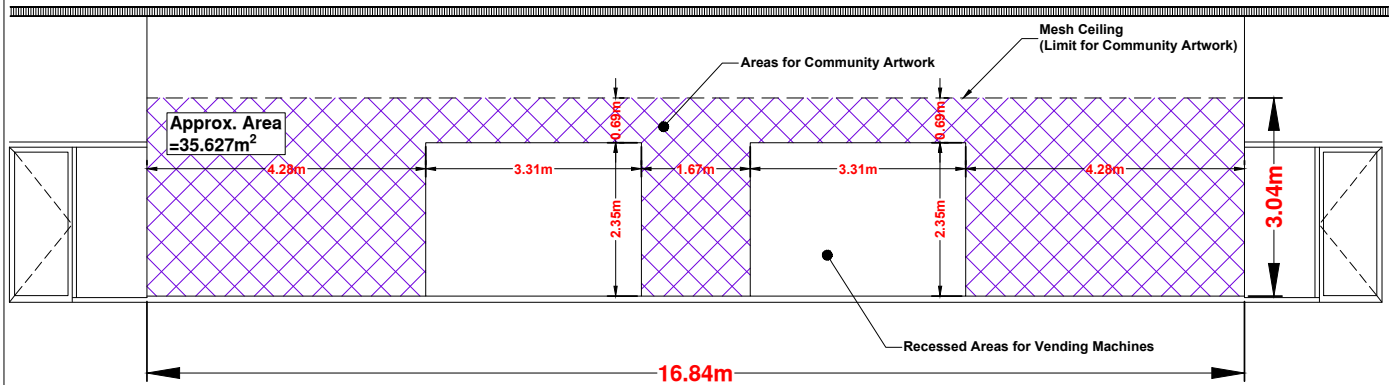 Mesh Ceiling
(Limit for Community Artwork)
Areas for Community Artwork
Approx. Area
=35.627m²
0.69m
0.69m
4.28m
3.31m
1.67m
3.31m
4.28m
2.35m
2.35m
3.04m
Recessed Areas for Vending Machines
16.84m